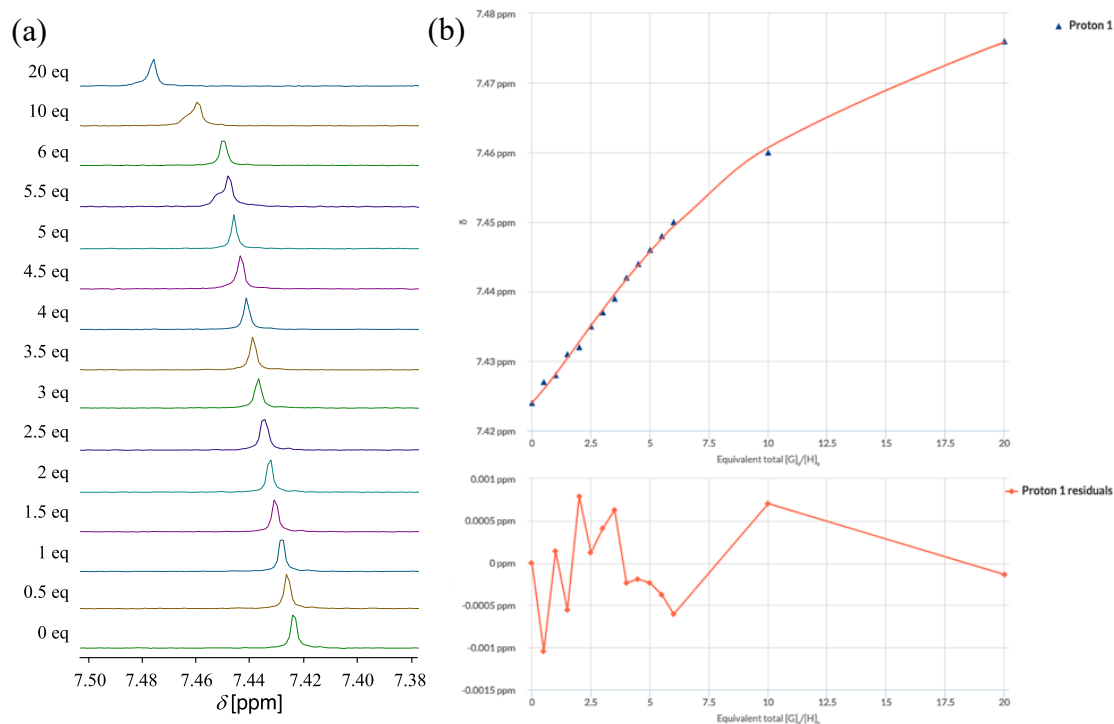 (a)
20 eq
10 eq
6 eq
5.5 eq
5 eq
4.5 eq
4 eq
3.5 eq
3 eq
2.5 eq
2 eq
1.5 eq
1 eq
0.5 eq
0 eq
7.50 7.48 7.46 7.44 7.42 7.40 7.38
δ [ppm]
(b)
Proton 1
7.48 ppm
7.47 ppm
7.46 ppm
7.45 ppm
7.44 ppm
7.43 ppm
7.42 ppm
δ
0 2.5 5 7.5 10 12.5 15 17.5 20
Equivalent total [G]₀/[H]₀
Proton 1 residuals
0.001 ppm
0.0005 ppm
0 ppm
-0.0005 ppm
-0.001 ppm
-0.0015 ppm
0 2.5 5 7.5 10 12.5 15 17.5 20
Equivalent total [G]₀/[H]₀